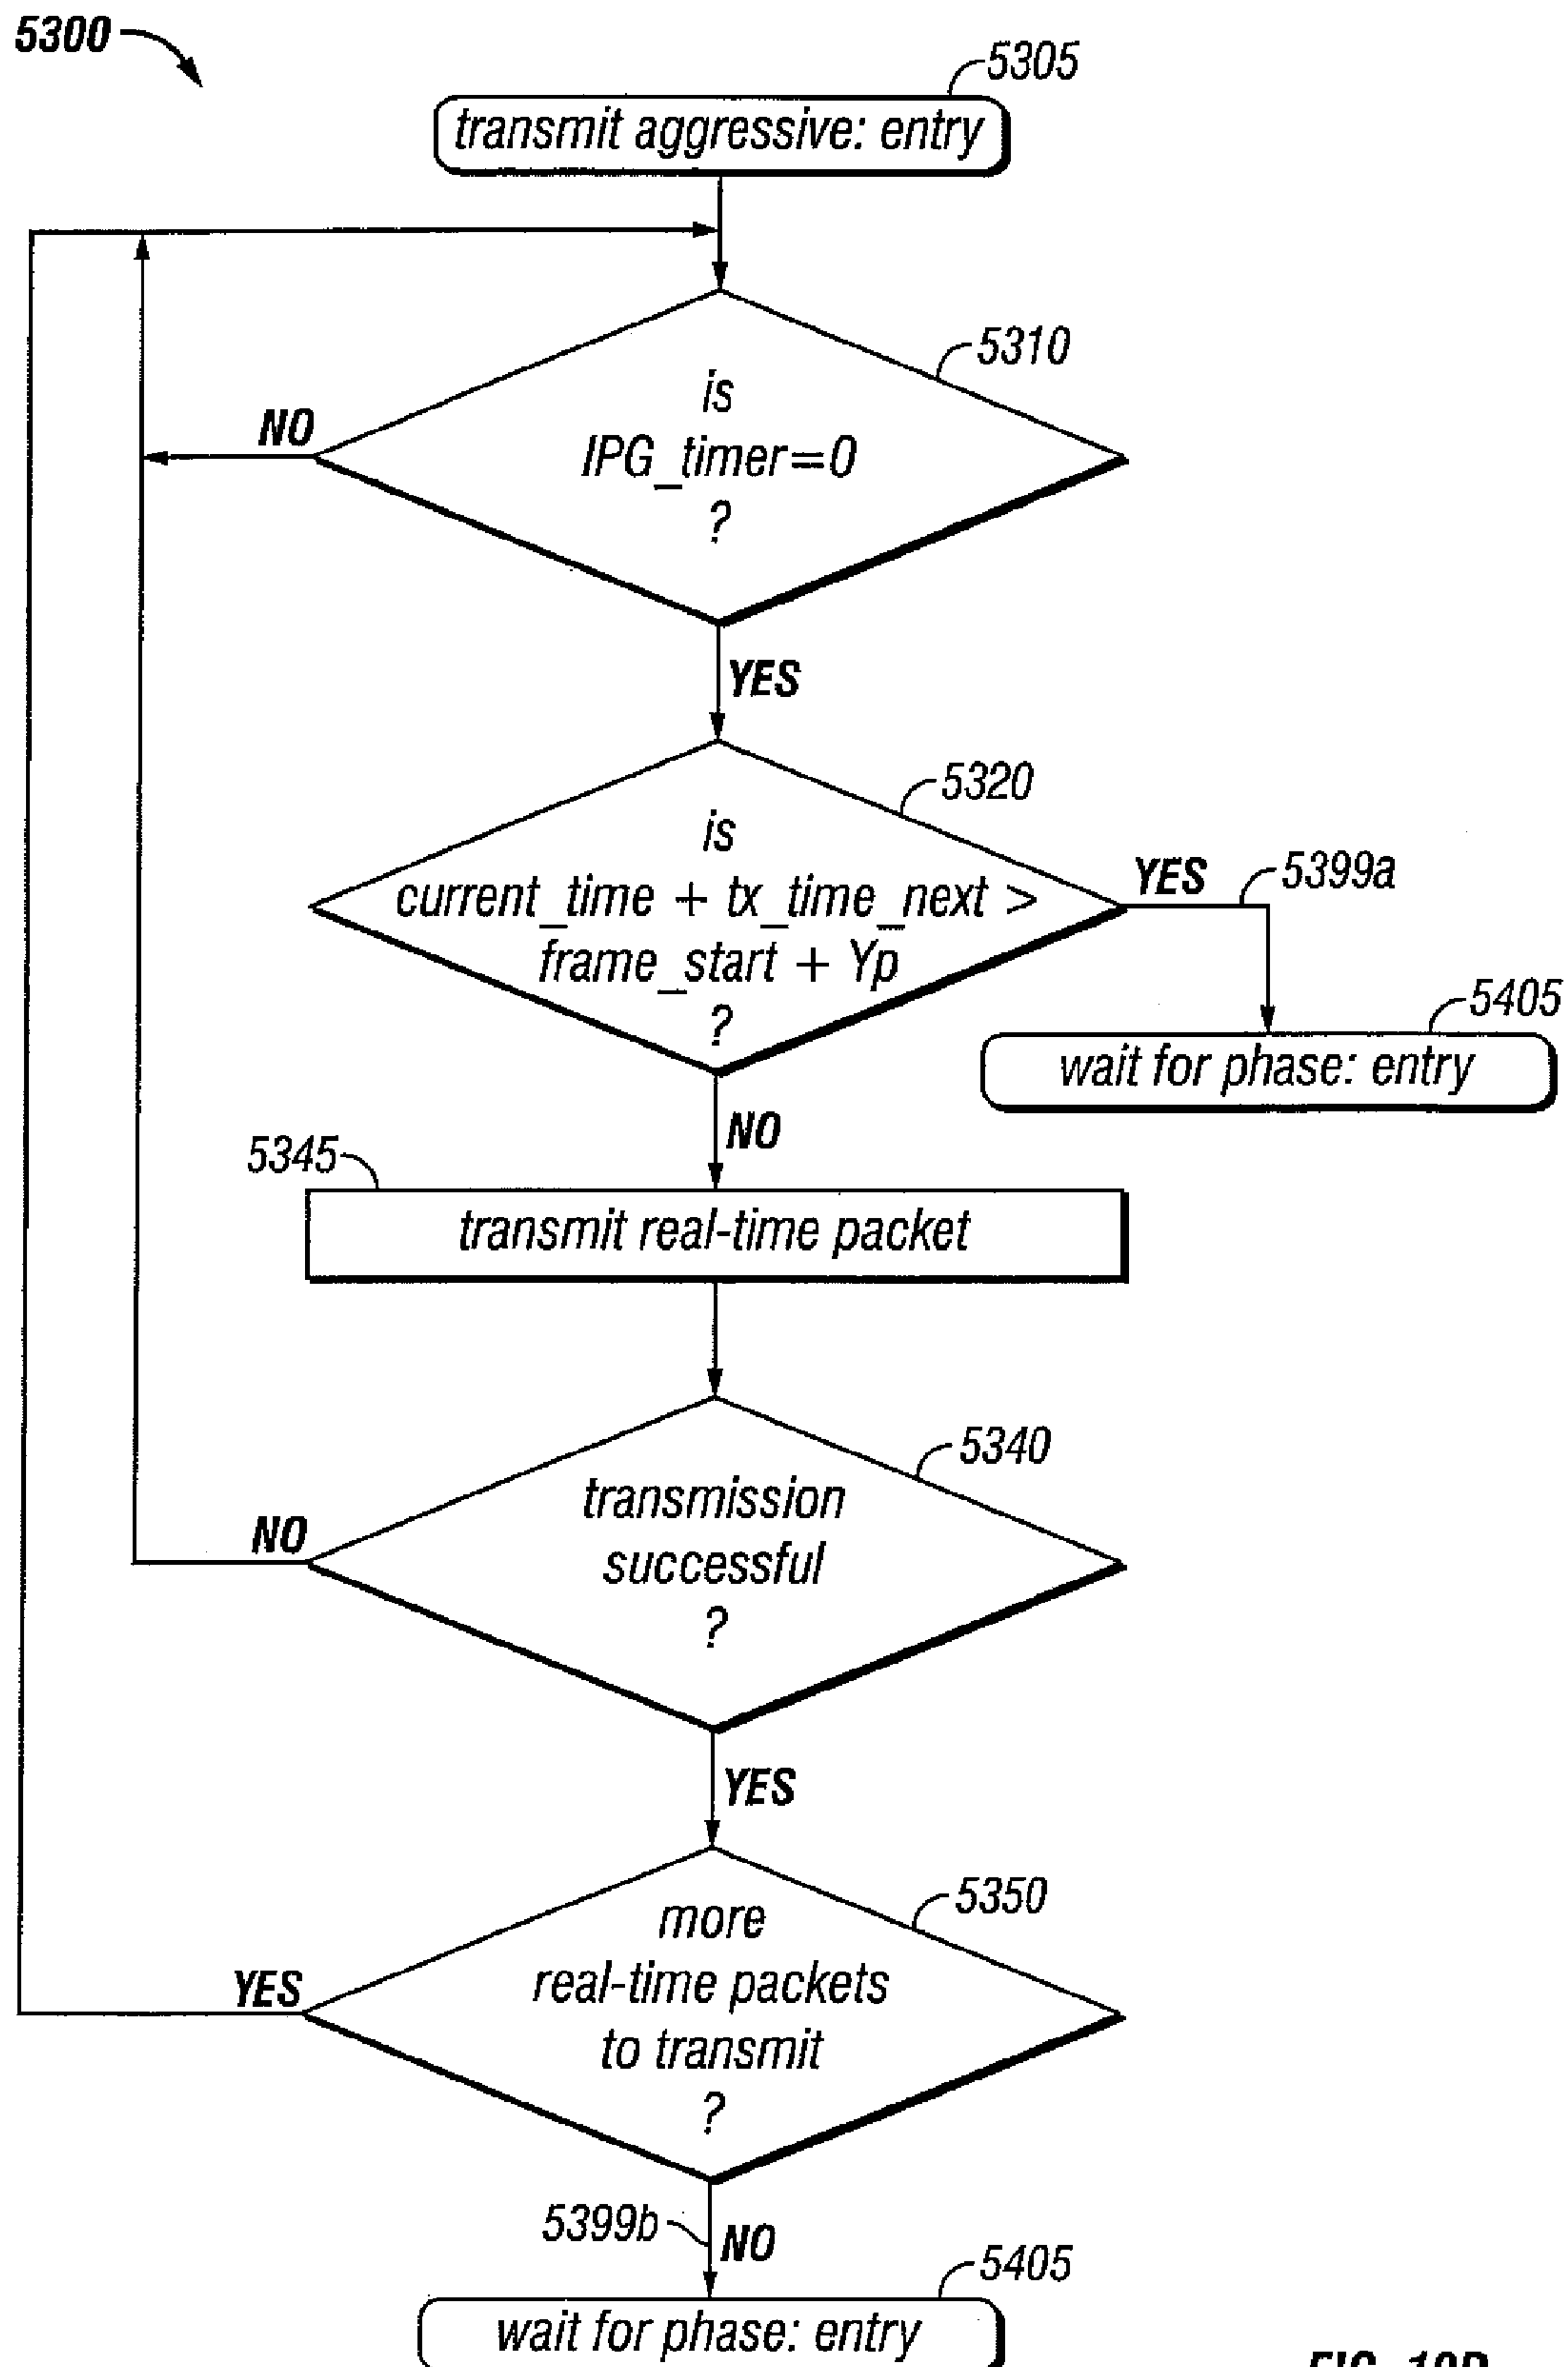 5300
5305
transmit aggressive: entry
5310
is
IPG_timer=0
?
NO
YES
5320
is
current_time + tx_time_next >
frame_start + Yp
?
YES
5399a
5405
wait for phase: entry
NO
5345
transmit real-time packet
5340
transmission
successful
?
NO
YES
5350
more
real-time packets
to transmit
?
YES
5399b
NO
5405
wait for phase: entry